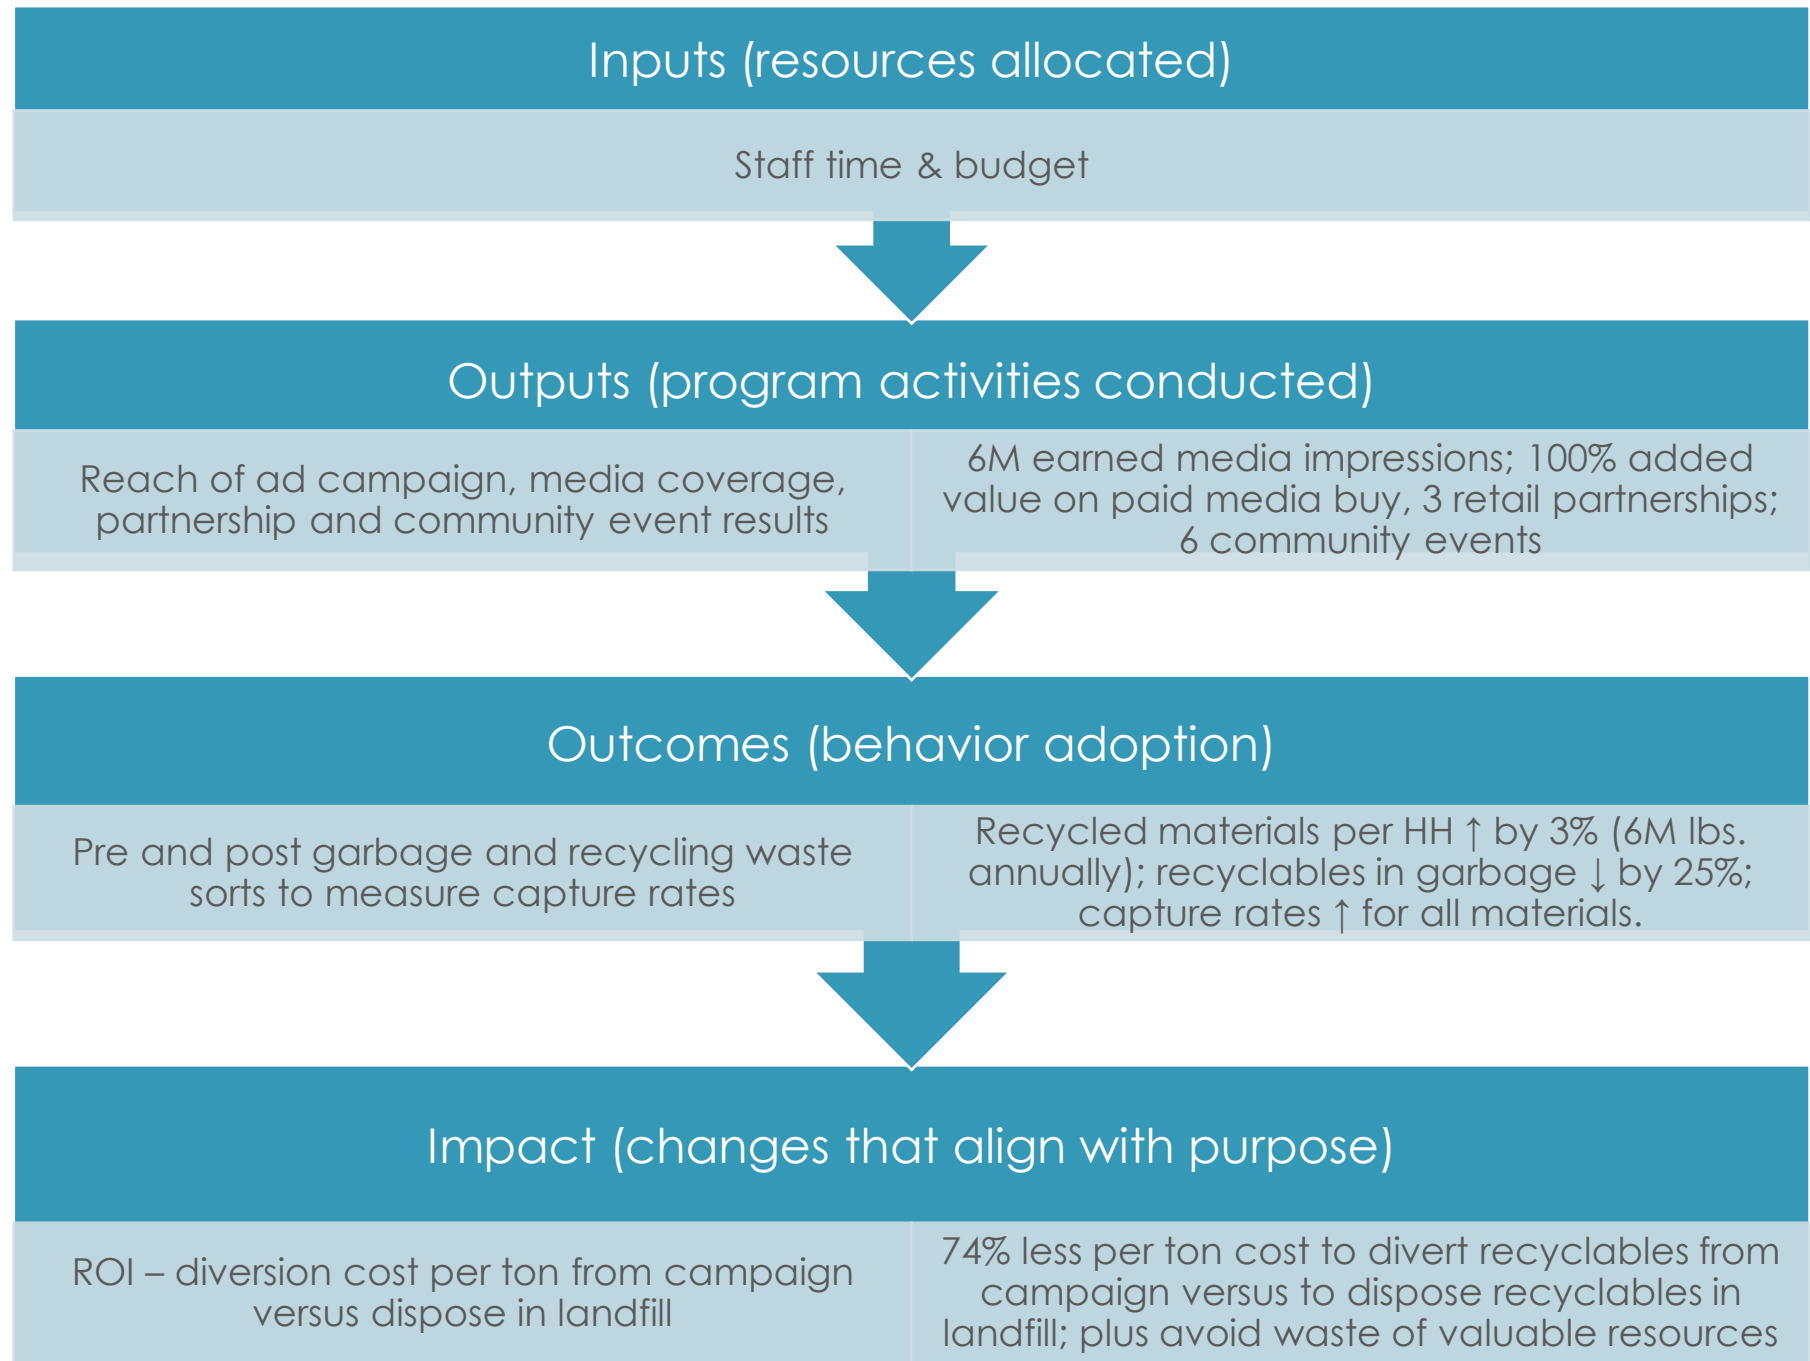 Inputs (resources allocated)
Staff time & budget
Outputs (program activities conducted)
Reach of ad campaign, media coverage,
partnership and community event results
6M earned media impressions; 100% added
value on paid media buy, 3 retail partnerships;
6 community events
Outcomes (behavior adoption)
Pre and post garbage and recycling waste
sorts to measure capture rates
Recycled materials per HH ↑ by 3% (6M lbs.
annually); recyclables in garbage ↓ by 25%;
capture rates ↑ for all materials.
Impact (changes that align with purpose)
ROI – diversion cost per ton from campaign
versus dispose in landfill
74% less per ton cost to divert recyclables from
campaign versus to dispose recyclables in
landfill; plus avoid waste of valuable resources